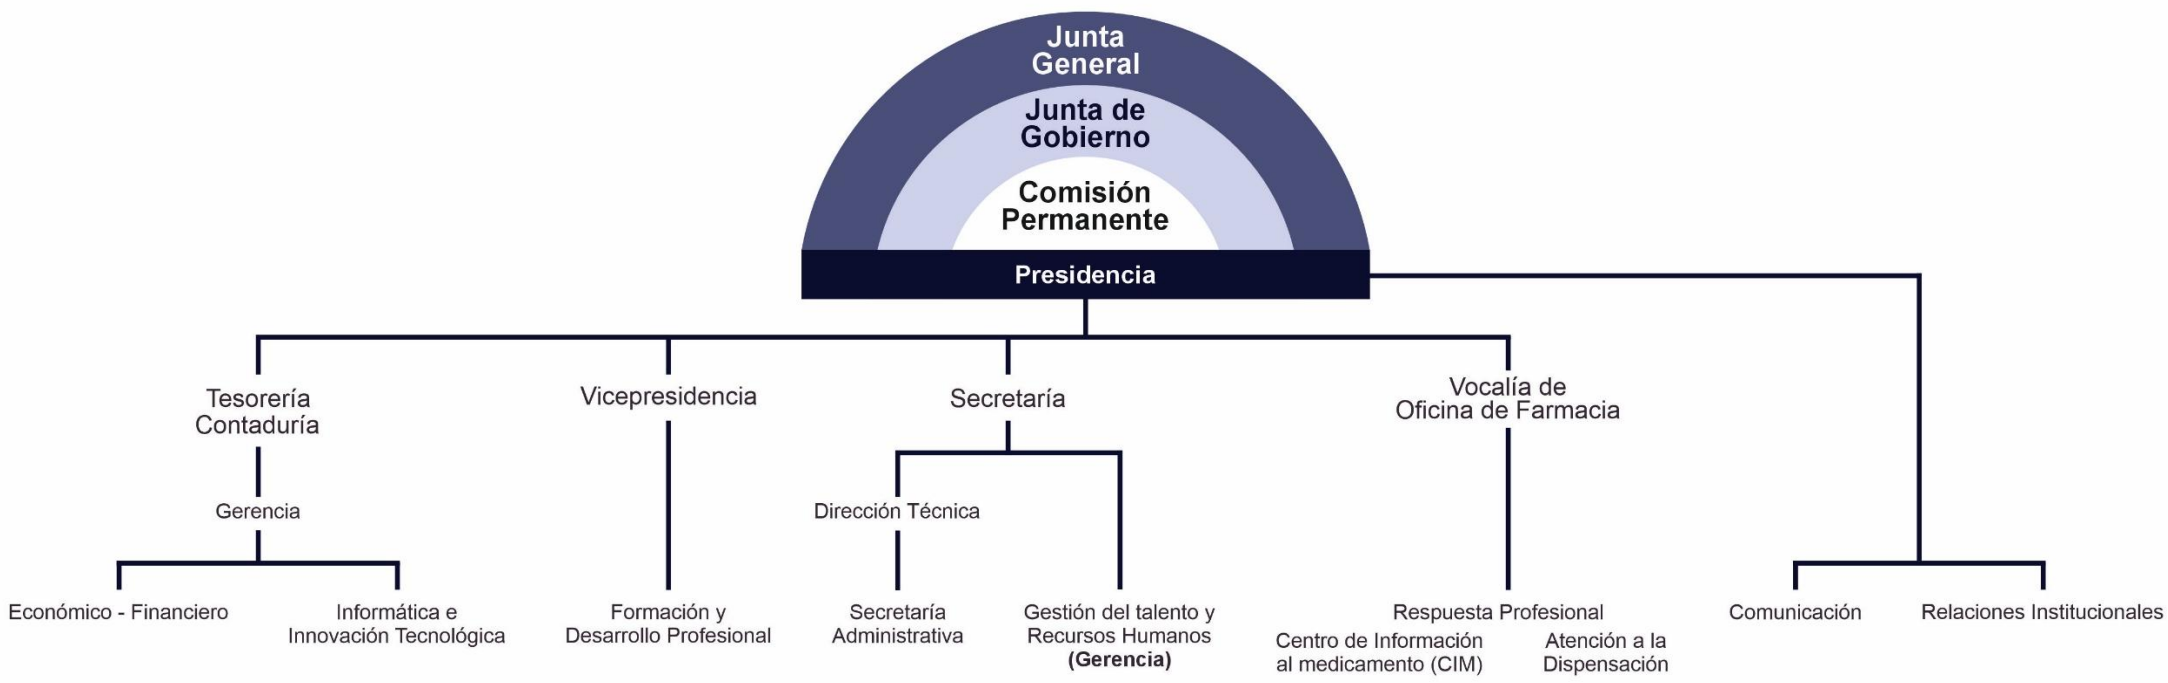 Junta
General
Junta de
Gobierno
Comisión
Permanente
Presidencia
Tesorería
Contaduría
Vicepresidencia
Secretaría
Vocalía de
Oficina de Farmacia
Gerencia
Dirección Técnica
Económico - Financiero
Informática e
Innovación Tecnológica
Formación y
Desarrollo Profesional
Secretaría
Administrativa
Gestión del talento y
Recursos Humanos
(Gerencia)
Respuesta Profesional
Centro de Información
al medicamento (CIM)
Atención a la
Dispensación
Comunicación
Relaciones Institucionales